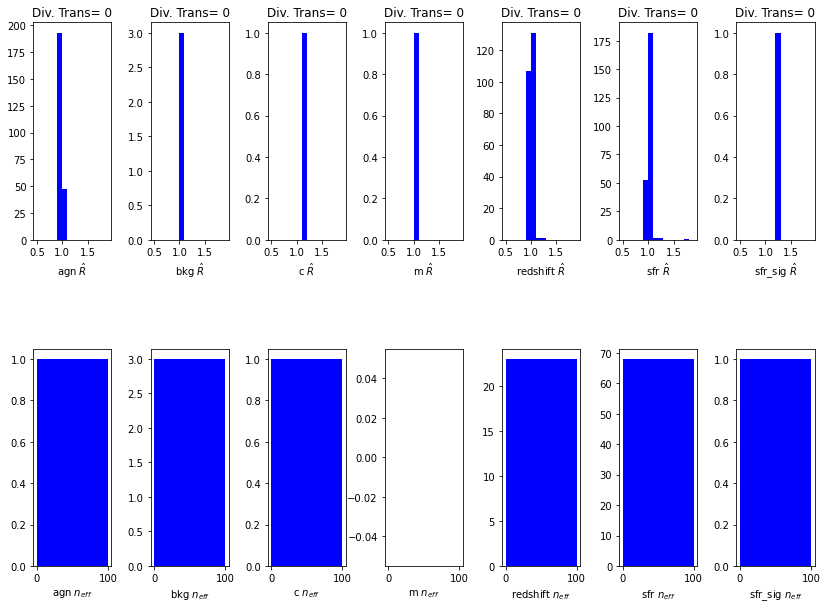 Div. Trans= 0 Div. Trans= 0 Div. Trans= 0 Div. Trans= 0 Div. Trans= 0 Div. Trans= 0 Div. Trans= 0
200 175 150 125 100 75 50 25 0
0.5 1.0 1.5
agn R̂
3.0 2.5 2.0 1.5 1.0 0.5 0.0
0.5 1.0 1.5
bkg R̂
1.0 0.8 0.6 0.4 0.2 0.0
0.5 1.0 1.5
c R̂
1.0 0.8 0.6 0.4 0.2 0.0
0.5 1.0 1.5
m R̂
120 100 80 60 40 20 0
0.5 1.0 1.5
redshift R̂
175 150 125 100 75 50 25 0
0.5 1.0 1.5
sfr R̂
1.0 0.8 0.6 0.4 0.2 0.0
0.5 1.0 1.5
sfr_sig R̂
1.0 0.8 0.6 0.4 0.2 0.0
0 100
agn n_eff
3.0 2.5 2.0 1.5 1.0 0.5 0.0
0 100
bkg n_eff
1.0 0.8 0.6 0.4 0.2 0.0
0 100
c n_eff
0.04 0.02 0.00 −0.02 −0.04
0 100
m n_eff
20 15 10 5 0
0 100
redshift n_eff
70 60 50 40 30 20 10 0
0 100
sfr n_eff
1.0 0.8 0.6 0.4 0.2 0.0
0 100
sfr_sig n_eff